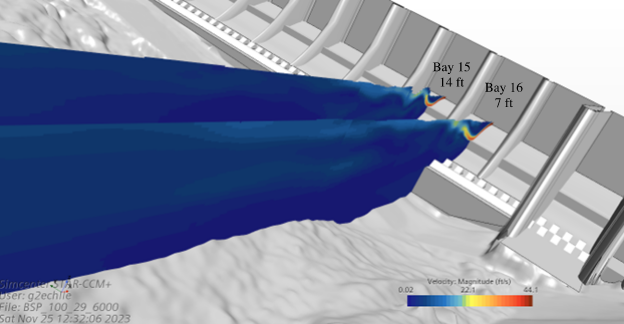 Bay 15
14 ft
Bay 16
7 ft
Simcenter STAR-CCM+
User: g2echlle
File: BSP_100_29_6000
Sat Nov 25 12:32:06 2023
Velocity: Magnitude (ft/s)
0.02 22.1 44.1